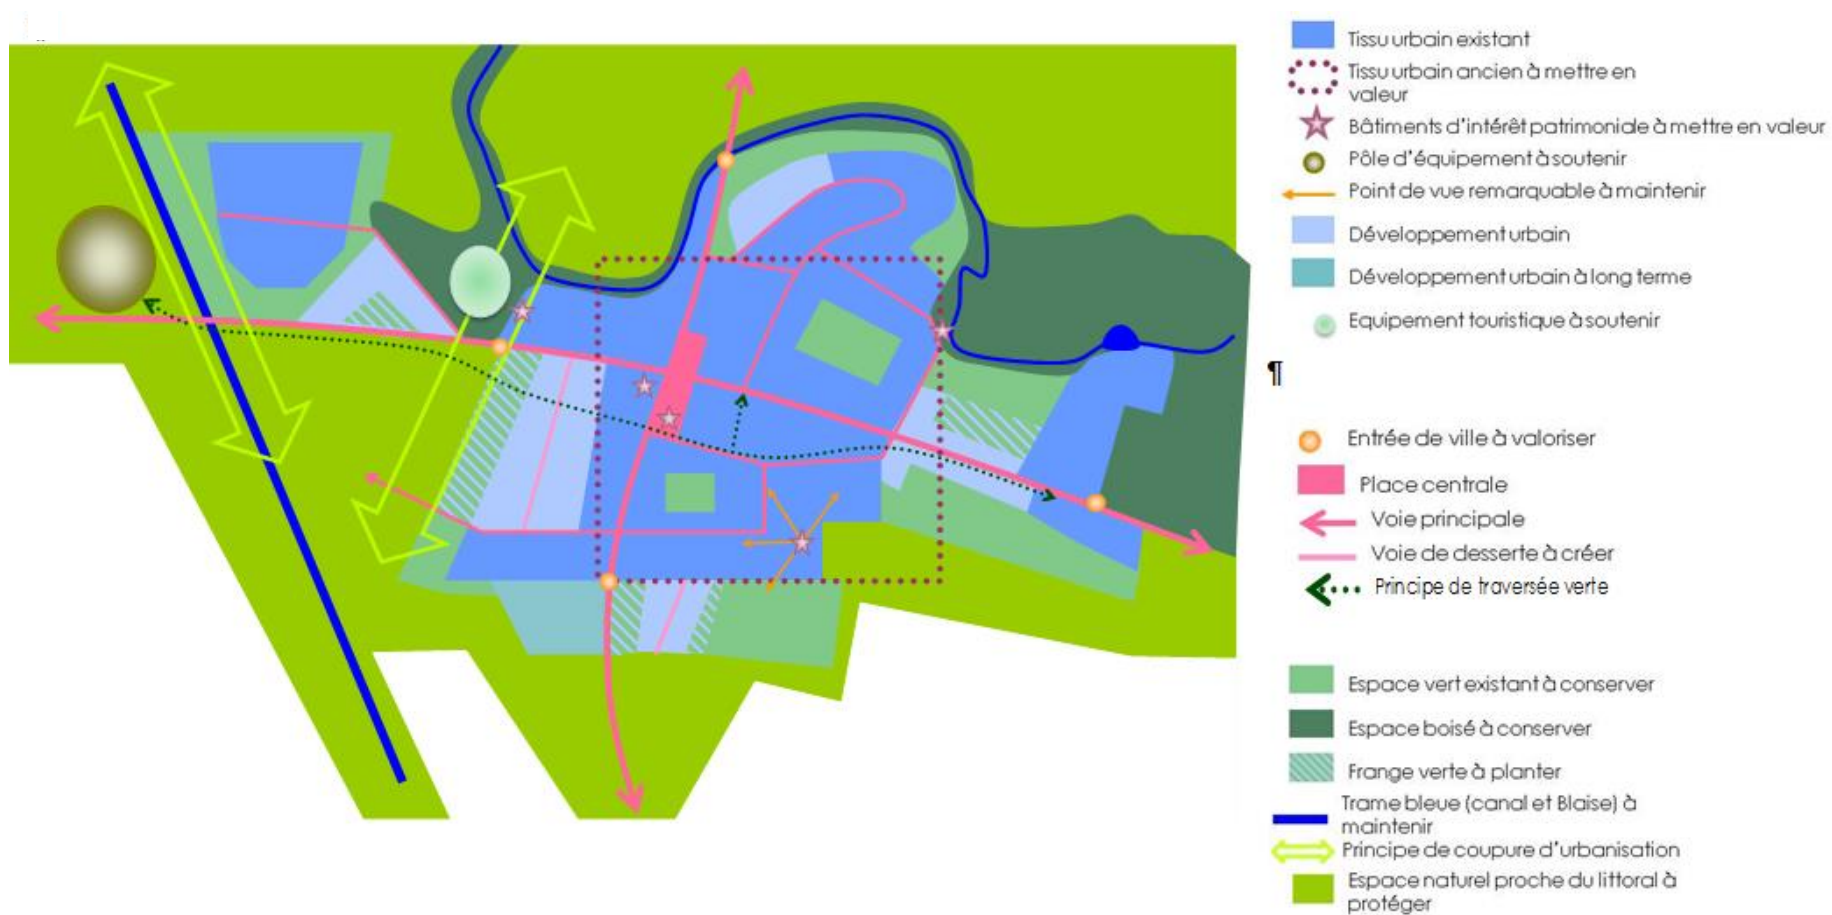 Tissu urbain existant
Tissu urbain ancien à mettre en
valeur
Bâtiments d'intérêt patrimoniale à mettre en valeur
Pôle d'équipement à soutenir
Point de vue remarquable à maintenir
Développement urbain
Développement urbain à long terme
Equipement touristique à soutenir
¶
Entrée de ville à valoriser
Place centrale
Voie principale
Voie de desserte à créer
Principe de traversée verte
Espace vert existant à conserver
Espace boisé à conserver
Frange verte à planter
Trame bleue (canal et Blaise) à
maintenir
Principe de coupure d'urbanisation
Espace naturel proche du littoral à
protéger